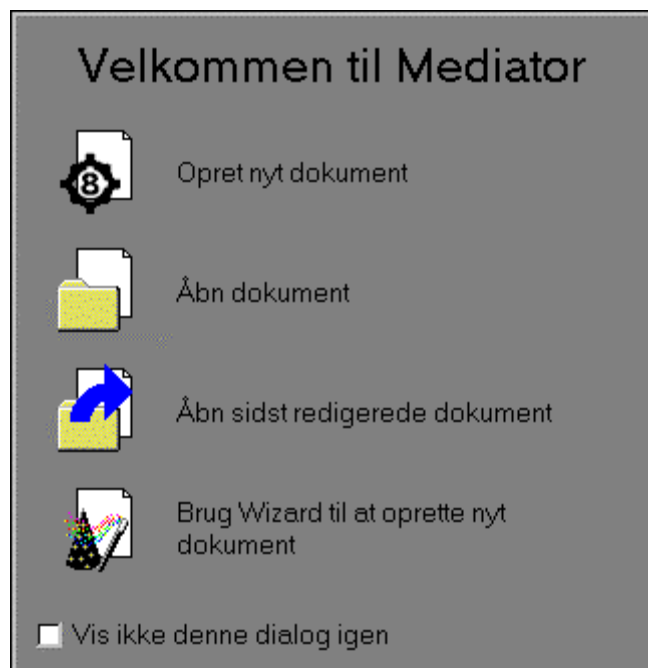 Velkommen til Mediator
8
Opret nyt dokument
Åbn dokument
Åbn sidst redigerede dokument
Brug Wizard til at oprette nyt
dokument
Vis ikke denne dialog igen